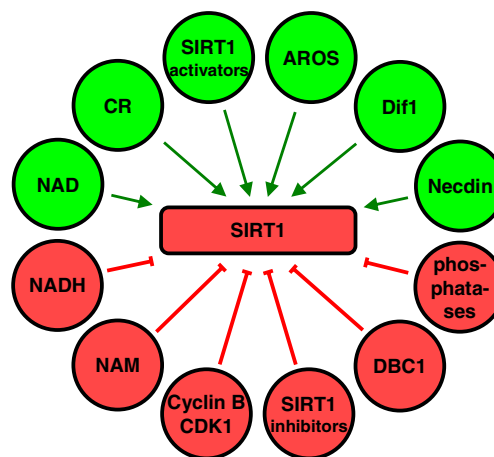 SIRT1
activators
AROS
CR
Dif1
NAD
Necdin
SIRT1
NADH
phos-
phata-
ses
NAM
DBC1
Cyclin B
CDK1
SIRT1
inhibitors